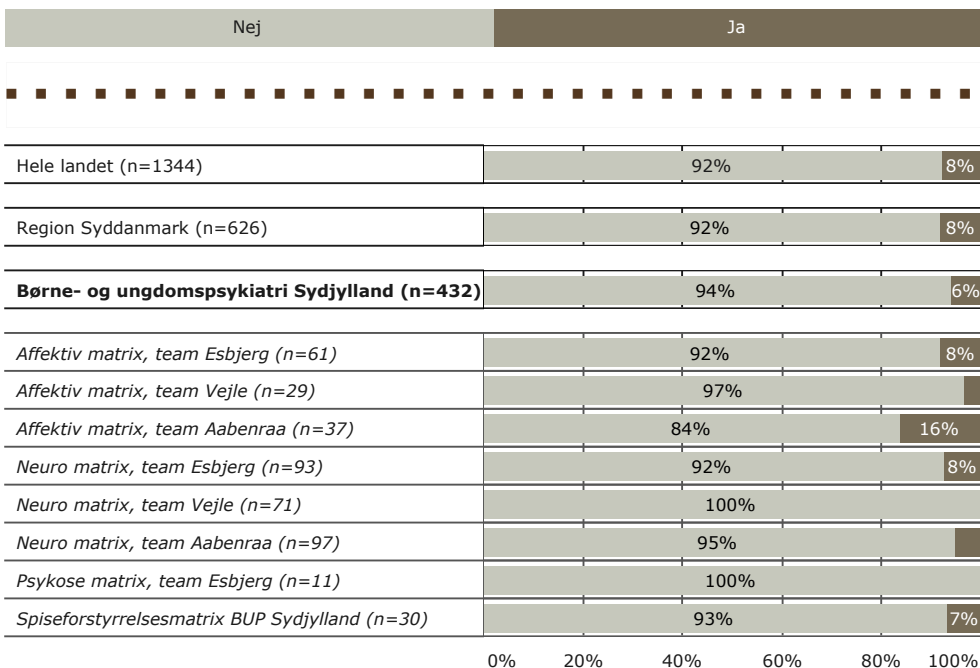 Nej Ja
Hele landet (n=1344) 92% 8%
Region Syddanmark (n=626) 92% 8%
Børne- og ungdomspsykiatri Sydjylland (n=432) 94% 6%
Affektiv matrix, team Esbjerg (n=61) 92% 8%
Affektiv matrix, team Vejle (n=29) 97%
Affektiv matrix, team Aabenraa (n=37) 84% 16%
Neuro matrix, team Esbjerg (n=93) 92% 8%
Neuro matrix, team Vejle (n=71) 100%
Neuro matrix, team Aabenraa (n=97) 95%
Psykose matrix, team Esbjerg (n=11) 100%
Spiseforstyrrelsesmatrix BUP Sydjylland (n=30) 93% 7%
0% 20% 40% 60% 80% 100%